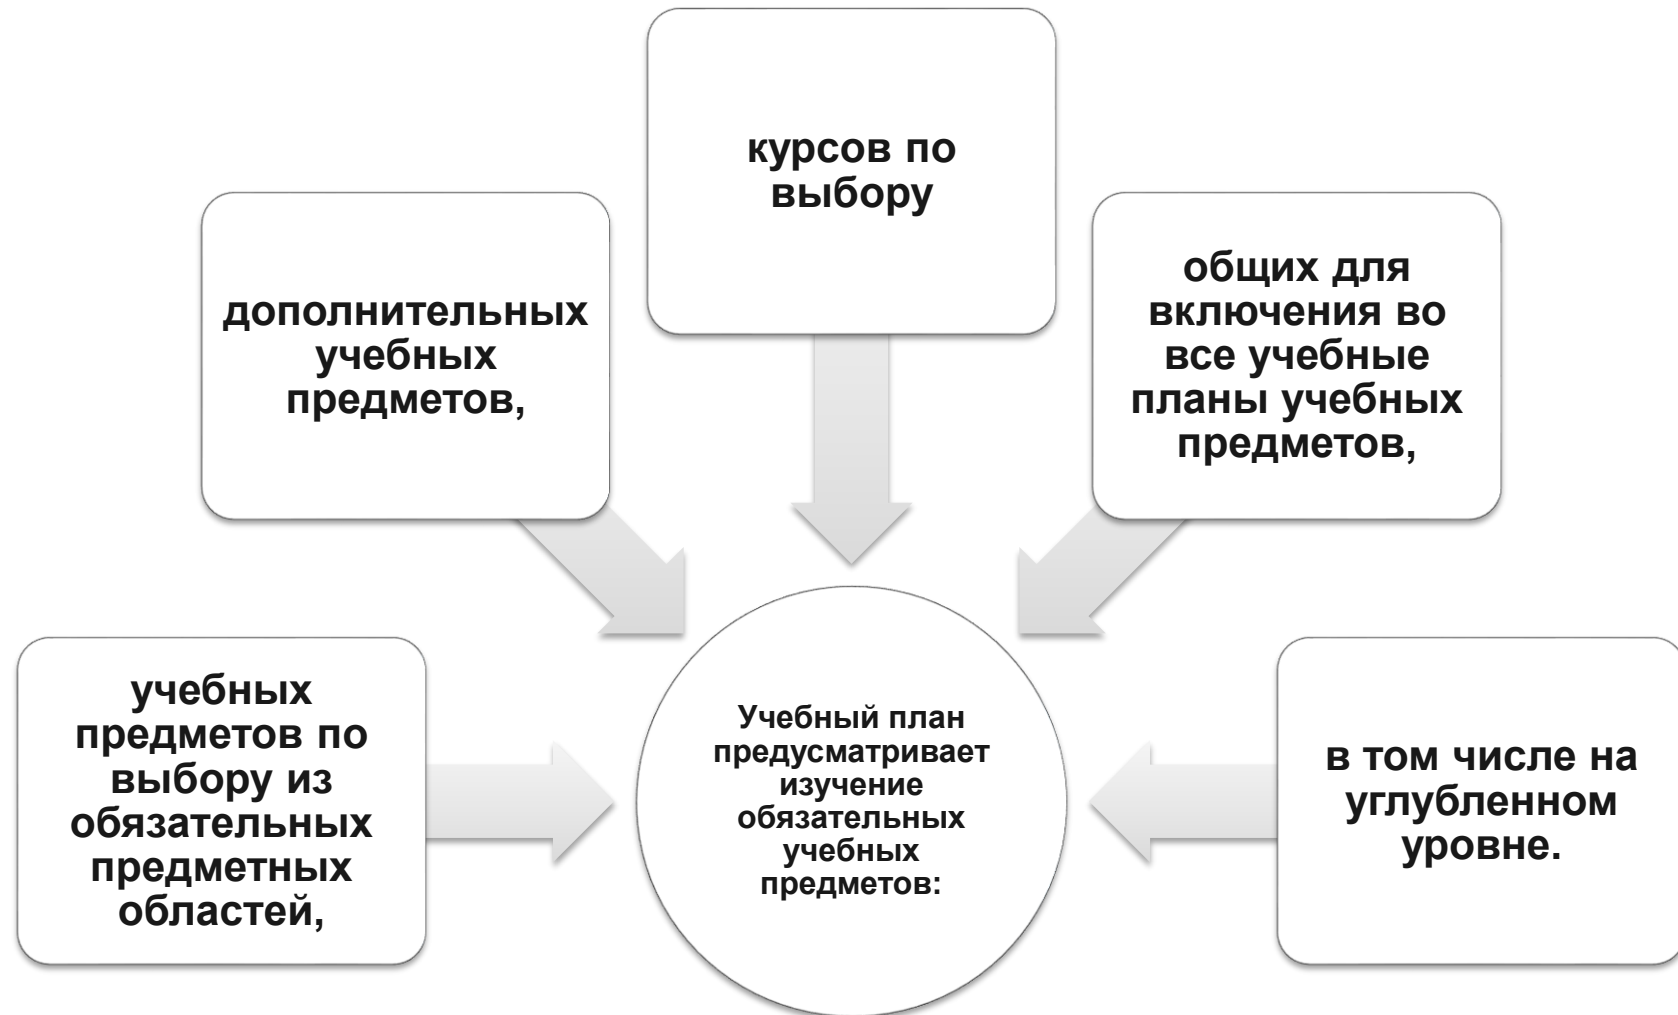 учебных
предметов по
выбору из
обязательных
предметных
областей,
дополнительных
учебных
предметов,
курсов по
выбору
общих для
включения во
все учебные
планы учебных
предметов,
в том числе на
углубленном
уровне.
Учебный план
предусматривает
изучение
обязательных
учебных
предметов: